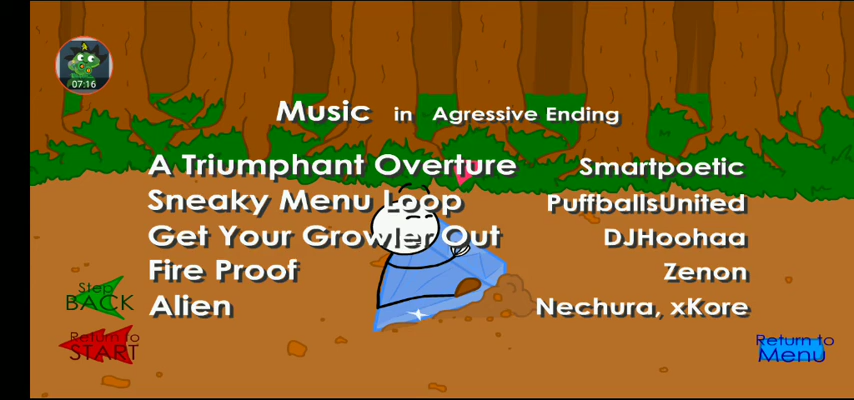 07:16
Music in Agressive Ending
A Triumphant Overture Smartpoetic
Sneaky Menu Loop PuffballsUnited
Get Your Growler Out DJHoohaa
Fire Proof Zenon
Alien Nechura, xKore
Step BACK
Return to START
Return to Menu